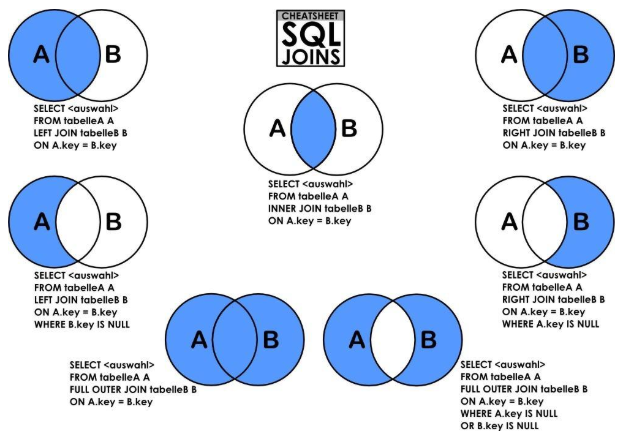 CHEATSHEET
SQL
JOINS
A B
SELECT <auswahl>
FROM tabelleA A
LEFT JOIN tabelleB B
ON A.key = B.key
A B
SELECT <auswahl>
FROM tabelleA A
RIGHT JOIN tabelleB B
ON A.key = B.key
A B
SELECT <auswahl>
FROM tabelleA A
INNER JOIN tabelleB B
ON A.key = B.key
A B
SELECT <auswahl>
FROM tabelleA A
LEFT JOIN tabelleB B
ON A.key = B.key
WHERE B.key IS NULL
A B
SELECT <auswahl>
FROM tabelleA A
RIGHT JOIN tabelleB B
ON A.key = B.key
WHERE A.key IS NULL
A B
SELECT <auswahl>
FROM tabelleA A
FULL OUTER JOIN tabelleB B
ON A.key = B.key
A B
SELECT <auswahl>
FROM tabelleA A
FULL OUTER JOIN tabelleB B
ON A.key = B.key
WHERE A.key IS NULL
OR B.key IS NULL